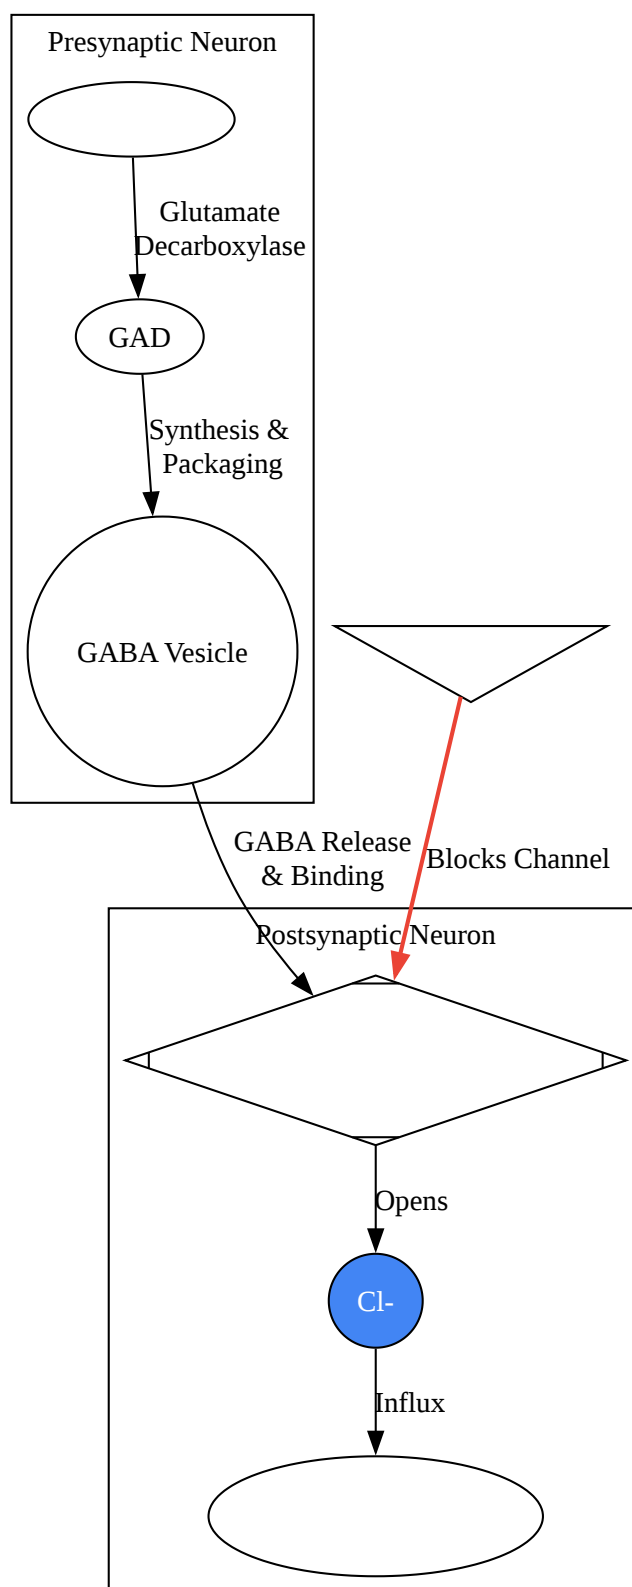 Presynaptic Neuron
Glutamate
Decarboxylase
GAD
Synthesis &
Packaging
GABA Vesicle
GABA Release
& Binding
Blocks Channel
Postsynaptic Neuron
Opens
Cl-
Influx